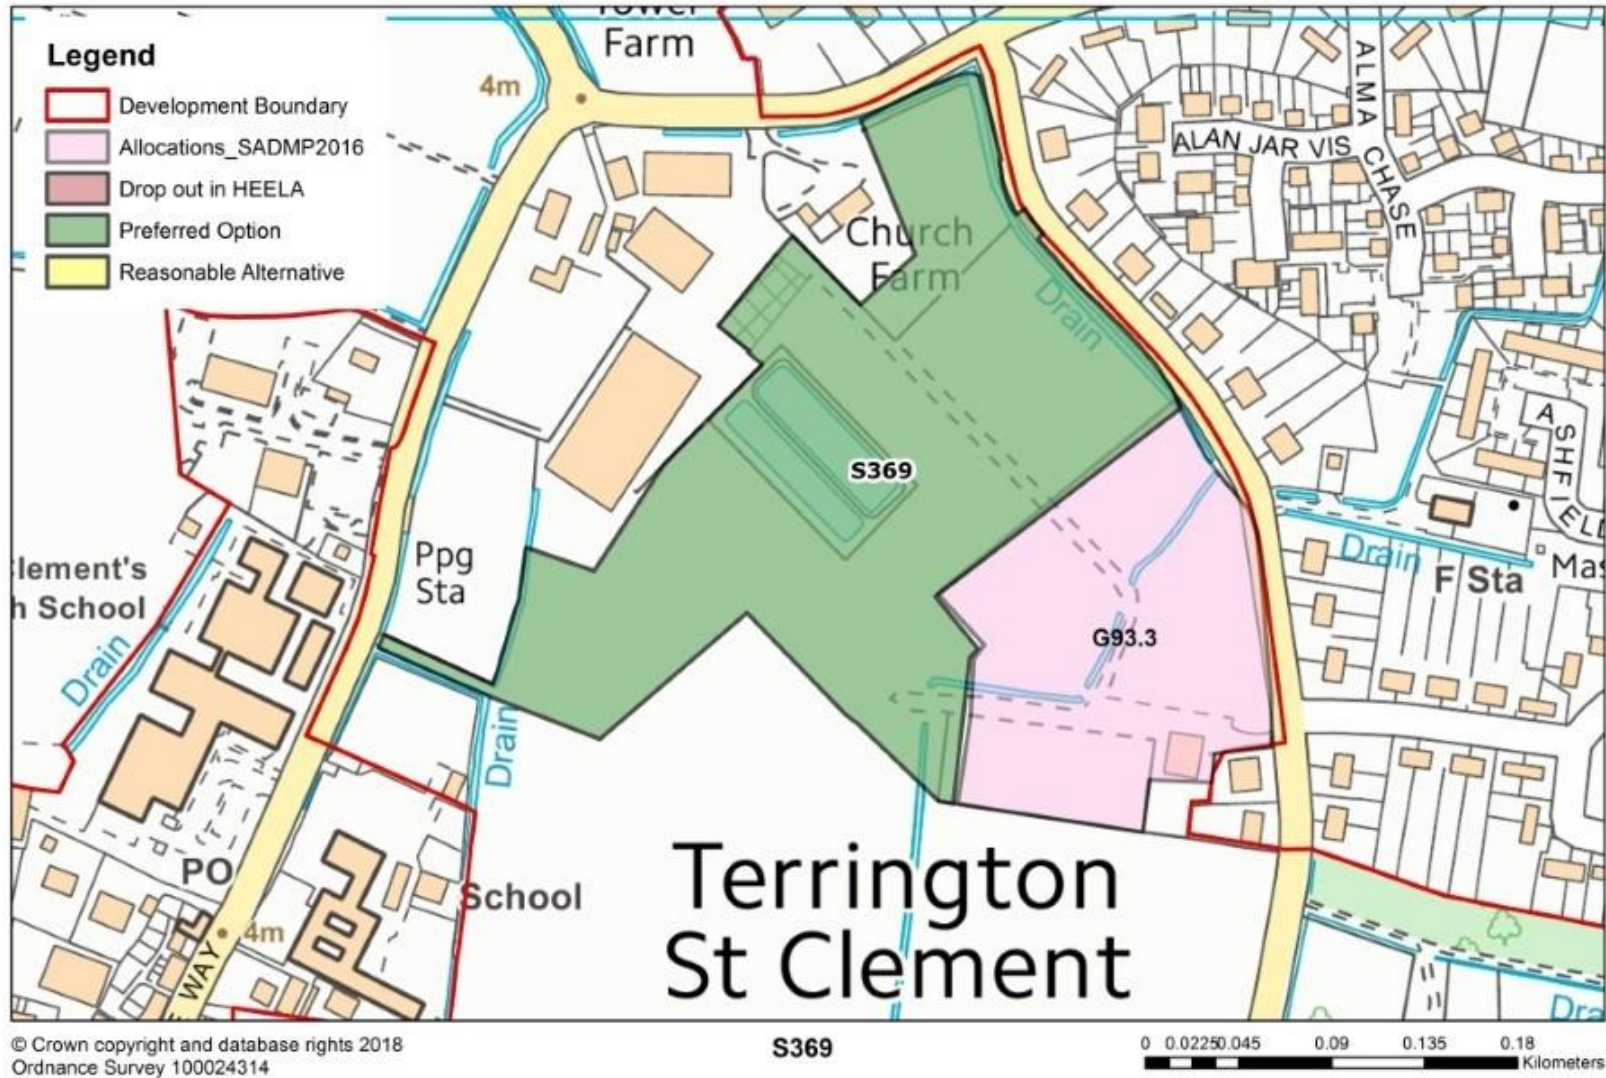 Legend
Development Boundary
Allocations_SADMP2016
Drop out in HEELA
Preferred Option
Reasonable Alternative
Farm
4m
ALMA CHASE
ALAN JAR VIS
Church
Farm
Drain
S369
Ppg
Sta
lement's
h School
Drain
G93.3
Drain
F Sta
Mas
ASHFIELD
Drain
PO
School
4m
WAY
Terrington
St Clement
Dra
© Crown copyright and database rights 2018
Ordnance Survey 100024314
S369
0 0.0225 0.045 0.09 0.135 0.18
Kilometers